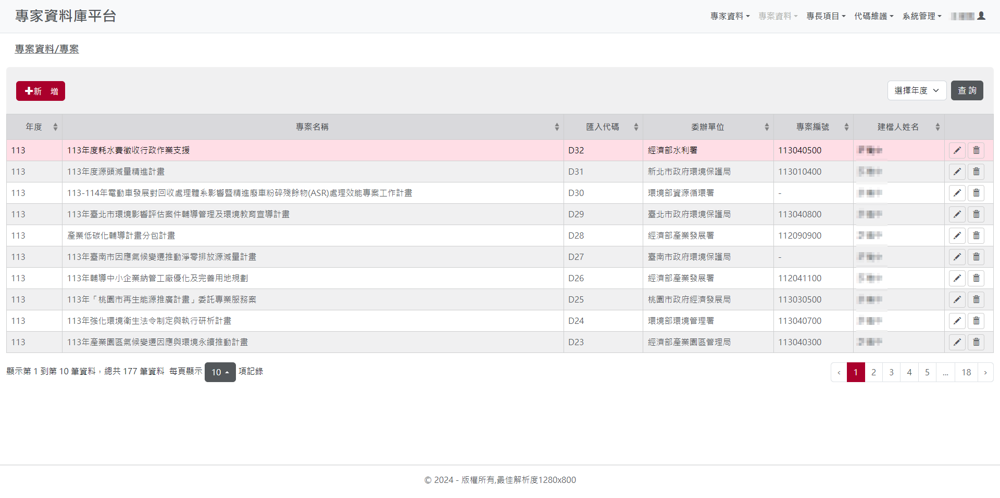 專家資料庫平台
專家資料 專案資料 專長項目 代碼維護 系統管理
專案資料/專案
新 增
選擇年度 查 詢
年度 專案名稱 匯入代碼 委辦單位 專案編號 建檔人姓名
113 113年度耗水費徵收行政作業支援 D32 經濟部水利署 113040500
113 113年度源頭減量精進計畫 D31 新北市政府環境保護局 113010400
113 113-114年電動車發展對回收處理體系影響暨精進廢車粉碎殘餘物(ASR)處理效能專案工作計畫 D30 環境部資源循環署 -
113 113年臺北市環境影響評估案件輔導管理及環境教育宣導計畫 D29 臺北市政府環境保護局 113040800
113 產業低碳化輔導計畫分包計畫 D28 經濟部產業發展署 112090900
113 113年臺南市因應氣候變遷推動淨零排放源減量計畫 D27 臺南市政府環境保護局 -
113 113年輔導中小企業納管工廠優化及完善用地規劃 D26 經濟部產業發展署 112041100
113 113年「桃園市再生能源推廣計畫」委託專業服務案 D25 桃園市政府經濟發展局 113030500
113 113年強化環境衛生法令制定與執行研析計畫 D24 環境部環境管理署 113040700
113 113年產業園區氣候變遷因應與環境永續推動計畫 D23 經濟部產業園區管理局 113040300
顯示第 1 到第 10 筆資料，總共 177 筆資料 每頁顯示 10 項記錄
‹ 1 2 3 4 5 ... 18 ›
© 2024 - 版權所有,最佳解析度1280x800